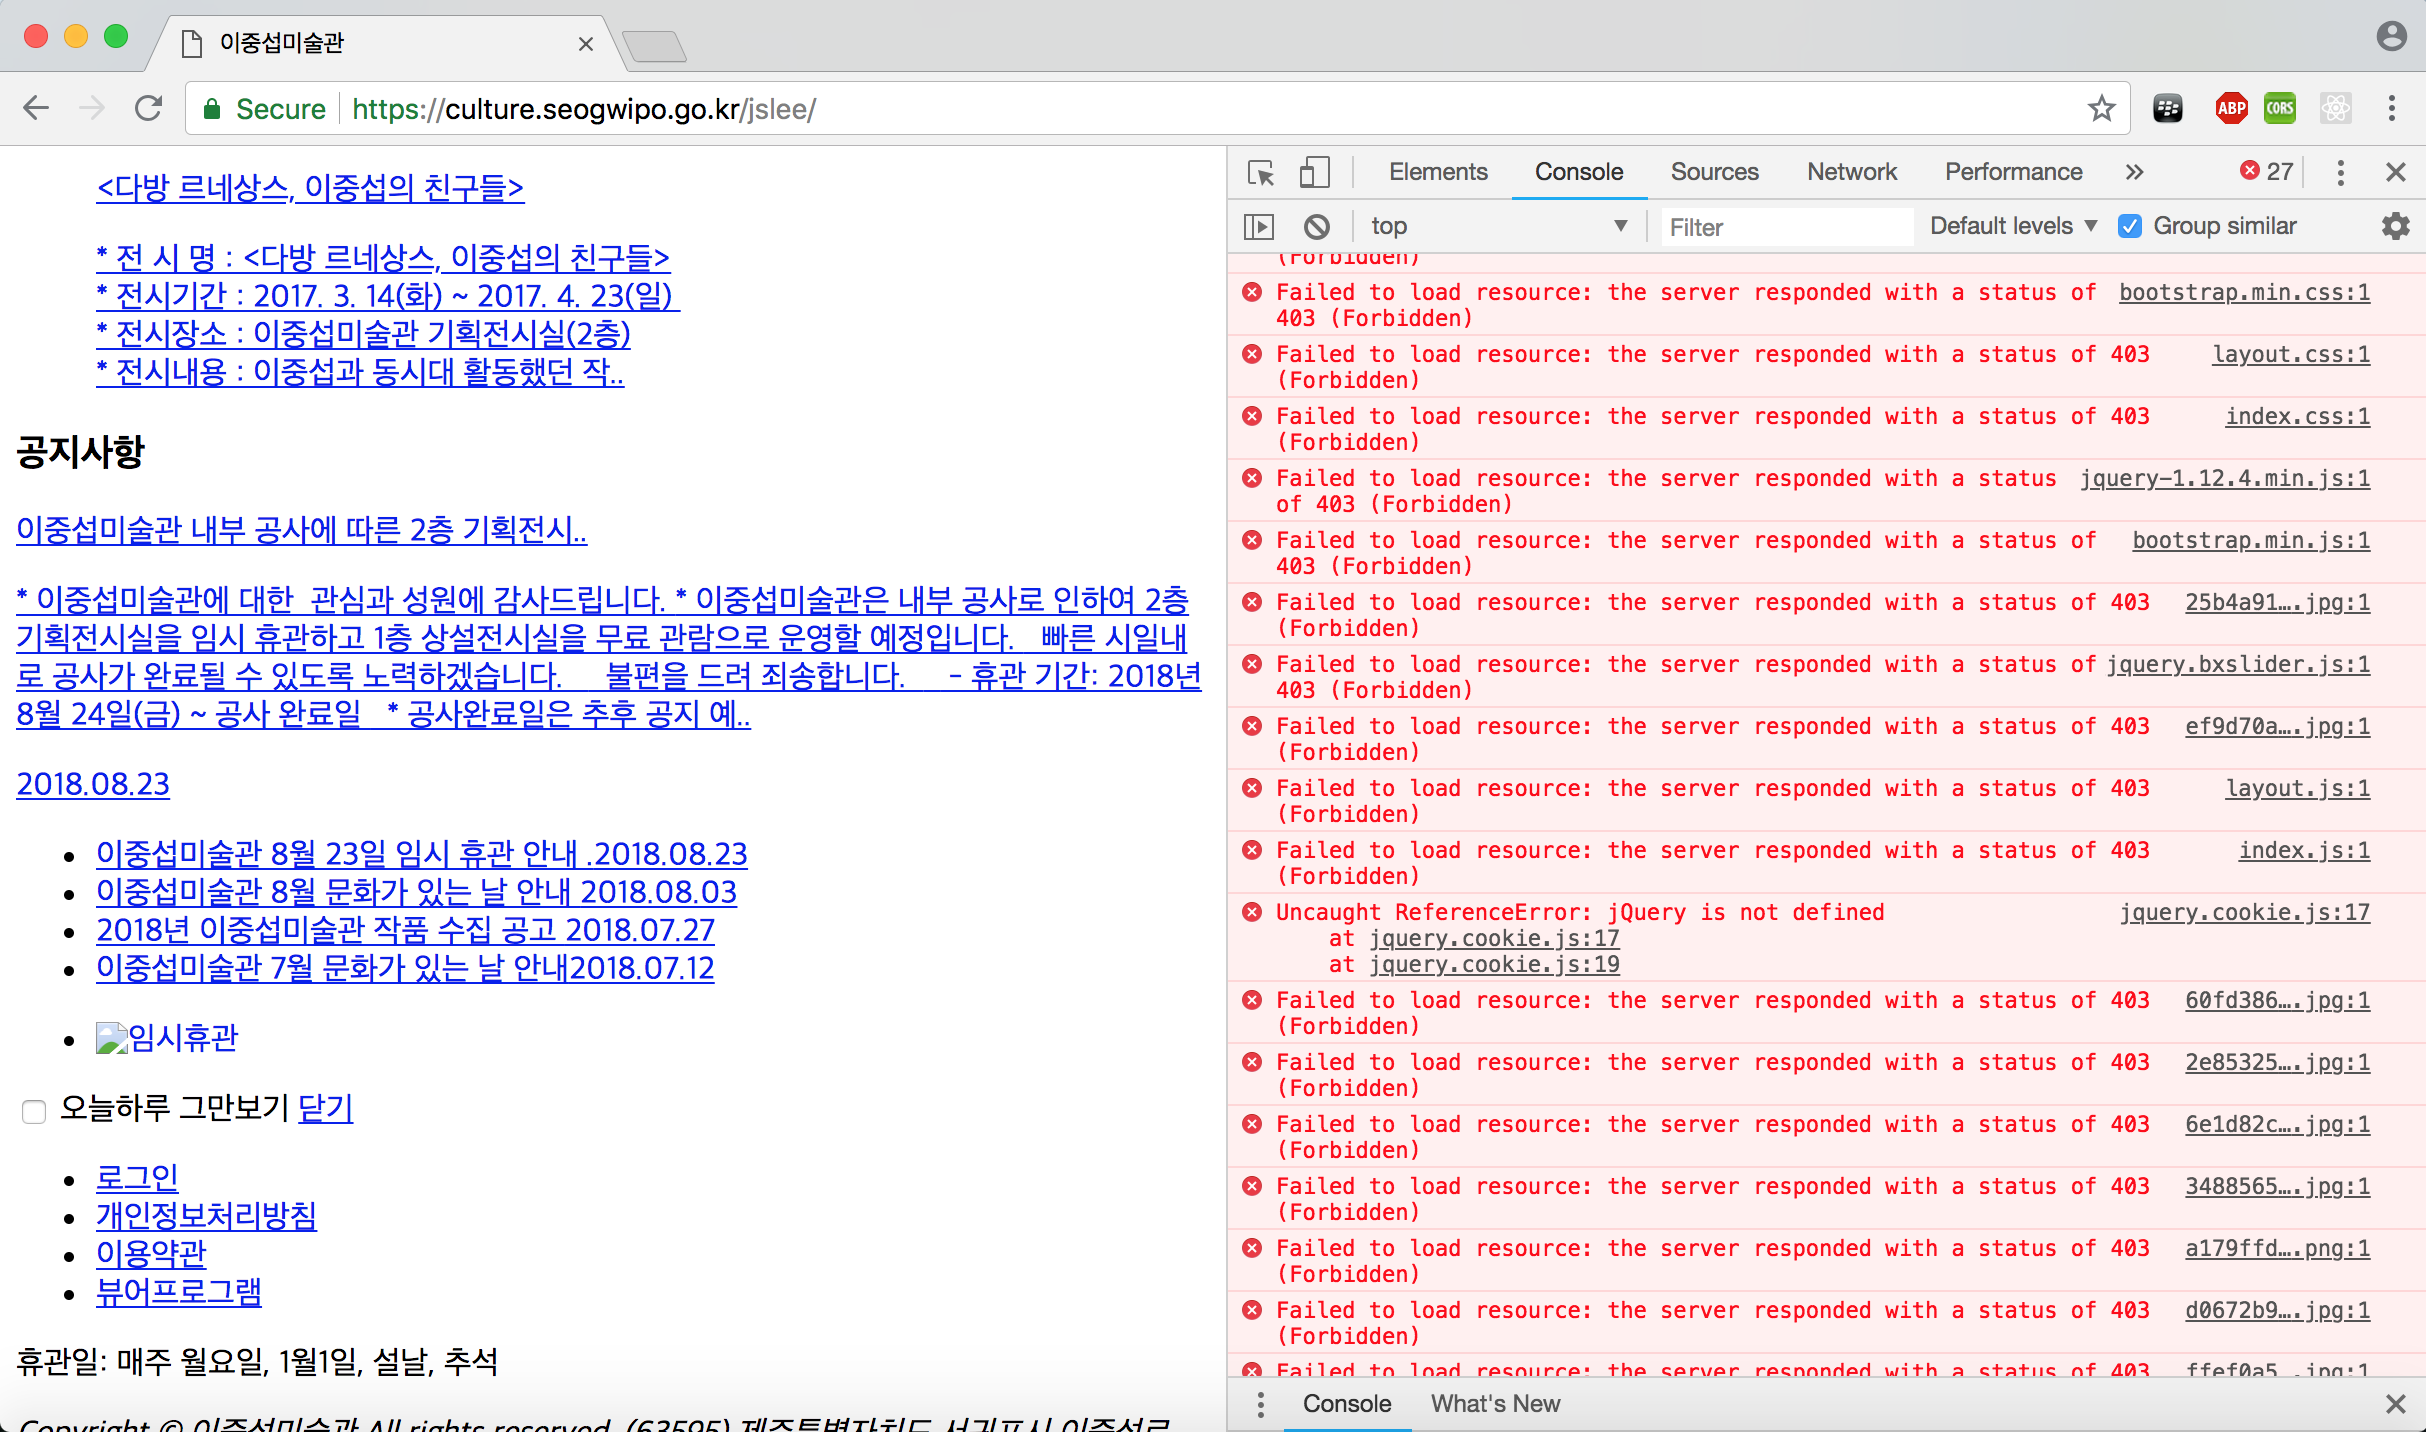 이중섭미술관
Secure https://culture.seogwipo.go.kr/jslee/
ABP
CORS
<다방 르네상스, 이중섭의 친구들>
* 전 시 명 : <다방 르네상스, 이중섭의 친구들>
* 전시기간 : 2017. 3. 14(화) ~ 2017. 4. 23(일)
* 전시장소 : 이중섭미술관 기획전시실(2층)
* 전시내용 : 이중섭과 동시대 활동했던 작..
공지사항
이중섭미술관 내부 공사에 따른 2층 기획전시..
* 이중섭미술관에 대한 관심과 성원에 감사드립니다. * 이중섭미술관은 내부 공사로 인하여 2층
기획전시실을 임시 휴관하고 1층 상설전시실을 무료 관람으로 운영할 예정입니다. 빠른 시일내
로 공사가 완료될 수 있도록 노력하겠습니다. 불편을 드려 죄송합니다. - 휴관 기간: 2018년
8월 24일(금) ~ 공사 완료일 * 공사완료일은 추후 공지 예..
2018.08.23
이중섭미술관 8월 23일 임시 휴관 안내 .2018.08.23
이중섭미술관 8월 문화가 있는 날 안내 2018.08.03
2018년 이중섭미술관 작품 수집 공고 2018.07.27
이중섭미술관 7월 문화가 있는 날 안내2018.07.12
임시휴관
오늘하루 그만보기 닫기
로그인
개인정보처리방침
이용약관
뷰어프로그램
휴관일: 매주 월요일, 1월1일, 설날, 추석
Copyright © 이중섭미술관 All rights reserved. (63595) 제주특별자치도 서귀포시 이중섭로
Elements Console Sources Network Performance » 27
top Filter Default levels Group similar
(Forbidden)
Failed to load resource: the server responded with a status of bootstrap.min.css:1
403 (Forbidden)
Failed to load resource: the server responded with a status of 403 layout.css:1
(Forbidden)
Failed to load resource: the server responded with a status of 403 index.css:1
(Forbidden)
Failed to load resource: the server responded with a status jquery-1.12.4.min.js:1
of 403 (Forbidden)
Failed to load resource: the server responded with a status of bootstrap.min.js:1
403 (Forbidden)
Failed to load resource: the server responded with a status of 403 25b4a91….jpg:1
(Forbidden)
Failed to load resource: the server responded with a status of jquery.bxslider.js:1
403 (Forbidden)
Failed to load resource: the server responded with a status of 403 ef9d70a….jpg:1
(Forbidden)
Failed to load resource: the server responded with a status of 403 layout.js:1
(Forbidden)
Failed to load resource: the server responded with a status of 403 index.js:1
(Forbidden)
Uncaught ReferenceError: jQuery is not defined jquery.cookie.js:17
at jquery.cookie.js:17
at jquery.cookie.js:19
Failed to load resource: the server responded with a status of 403 60fd386….jpg:1
(Forbidden)
Failed to load resource: the server responded with a status of 403 2e85325….jpg:1
(Forbidden)
Failed to load resource: the server responded with a status of 403 6e1d82c….jpg:1
(Forbidden)
Failed to load resource: the server responded with a status of 403 3488565….jpg:1
(Forbidden)
Failed to load resource: the server responded with a status of 403 a179ffd….png:1
(Forbidden)
Failed to load resource: the server responded with a status of 403 d0672b9….jpg:1
(Forbidden)
Failed to load resource: the server responded with a status of 403 ffef0a5….jpg:1
Console What's New